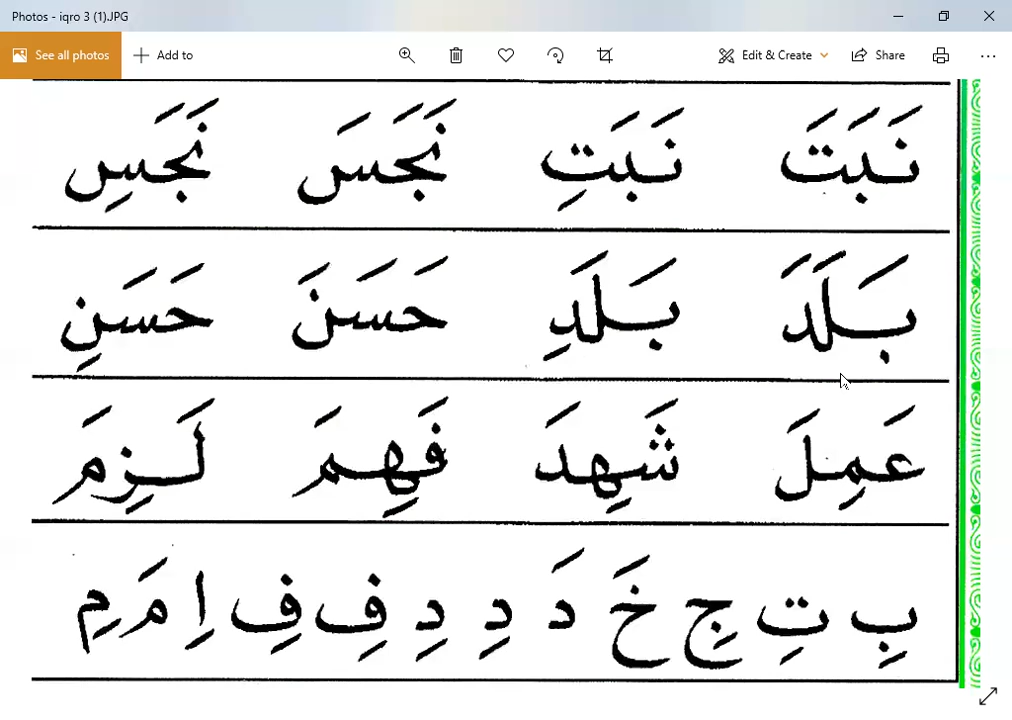 Photos - iqro 3 (1).JPG
See all photos Add to Edit & Create Share
نَبَتَ نَبَتِ نَجَسَ نَجَسِ
بَلَدَ بَلَدِ حَسَنَ حَسَنِ
عَمِلَ شَهِدَ فَهِمَ لَزِمَ
بِ تِ جِ خَ دَ دِ دِ فِ فِ اِ مَ مِ